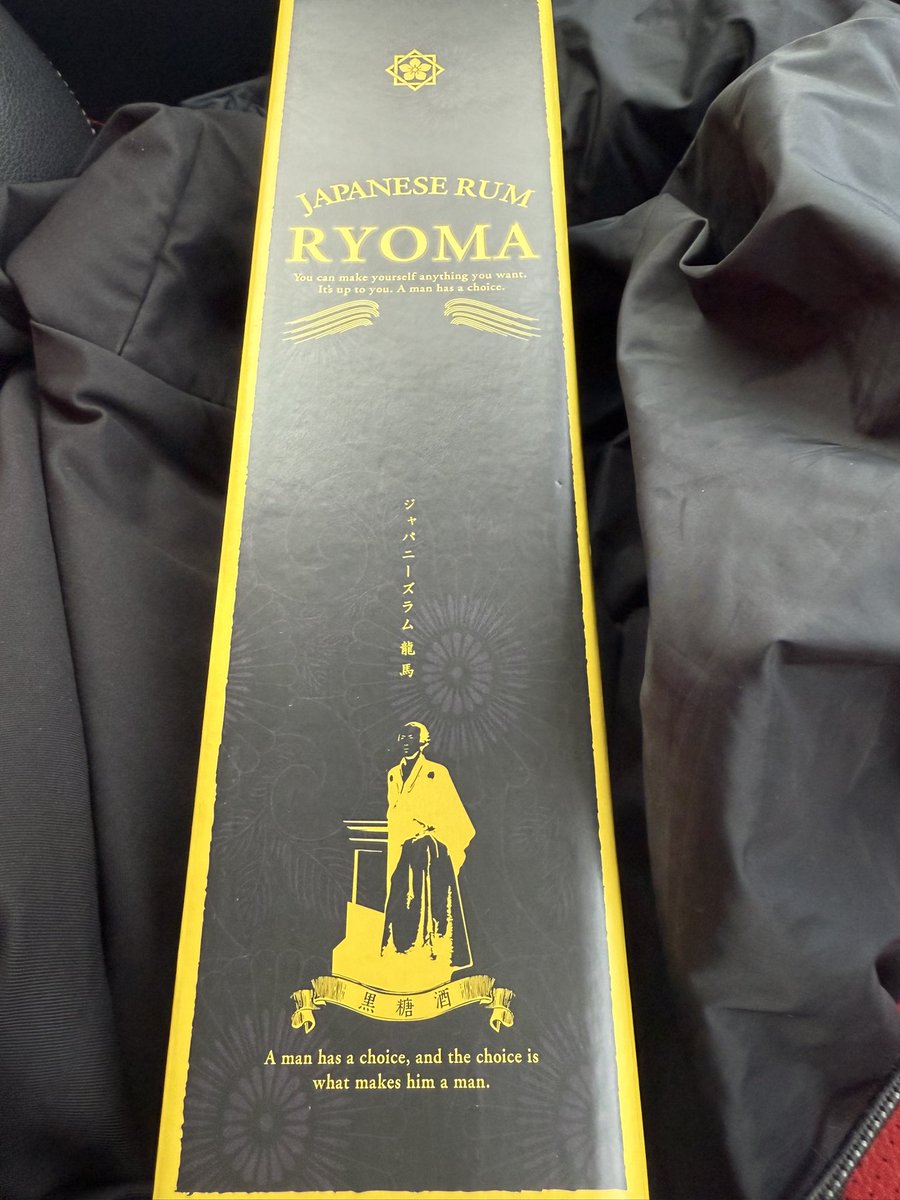 JAPANESE RUM
RYOMA
You can make yourself anything you want.
It's up to you. A man has a choice.
ジャパニーズラム 龍馬
黒糖酒
A man has a choice, and the choice is
what makes him a man.